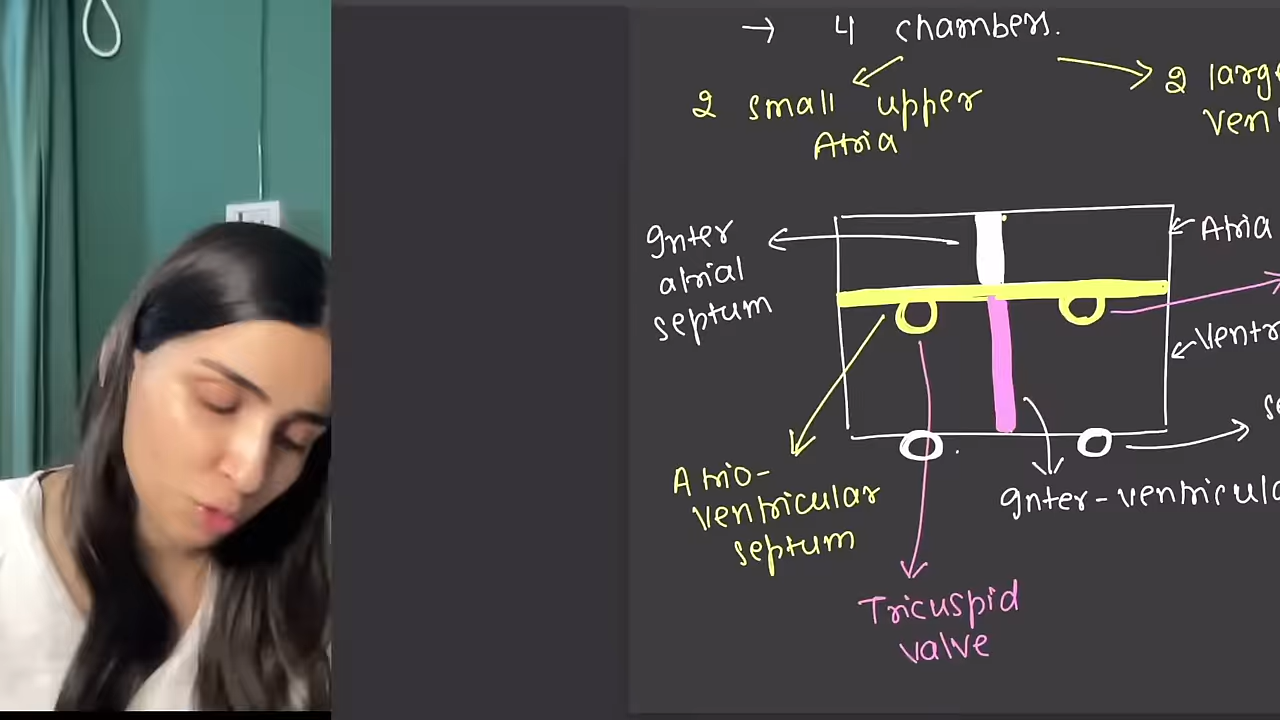 → 4 chambers.
2 small upper
Atria
2 larg
ven
Inter
atrial
septum
← Atria
← Ventr
Atrio-
ventricular
septum
Inter-ventricul
Tricuspid
valve